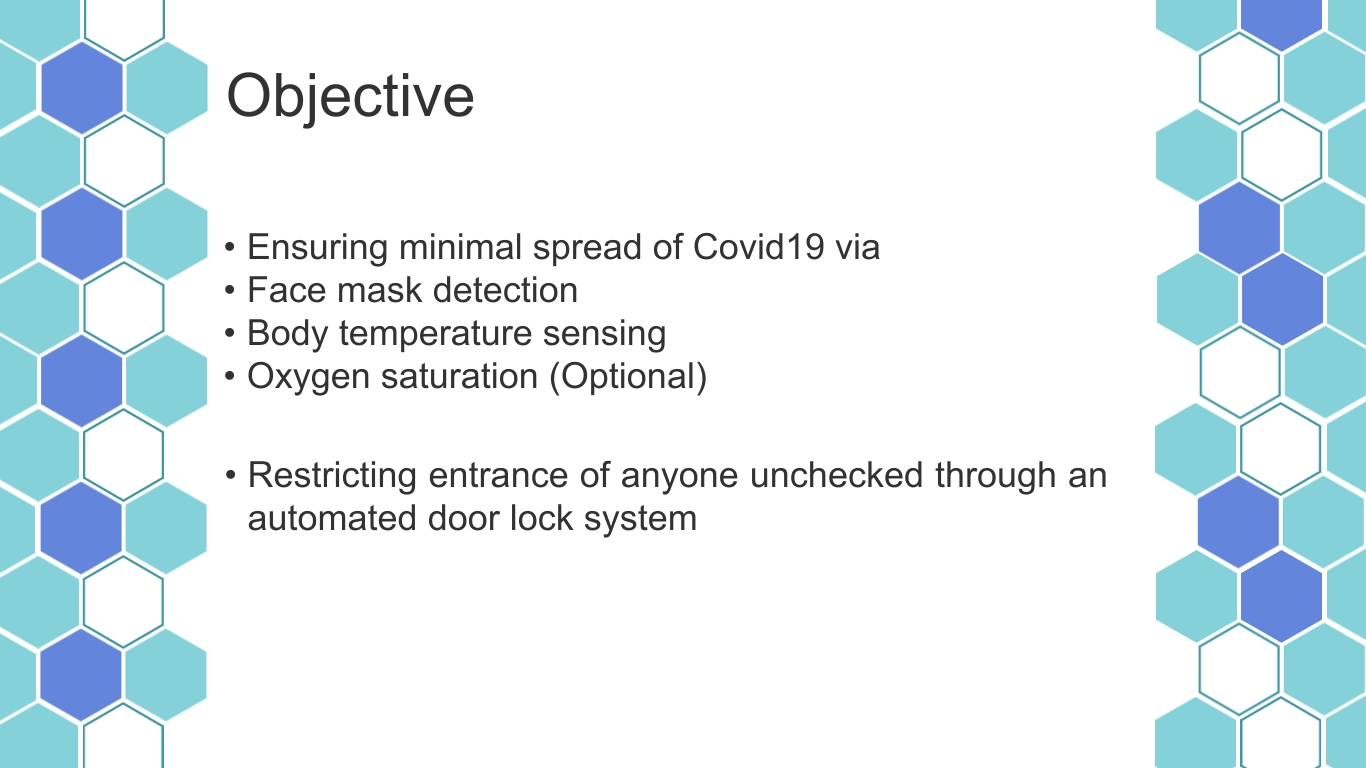 Objective
• Ensuring minimal spread of Covid19 via
• Face mask detection
• Body temperature sensing
• Oxygen saturation (Optional)
• Restricting entrance of anyone unchecked through an
automated door lock system